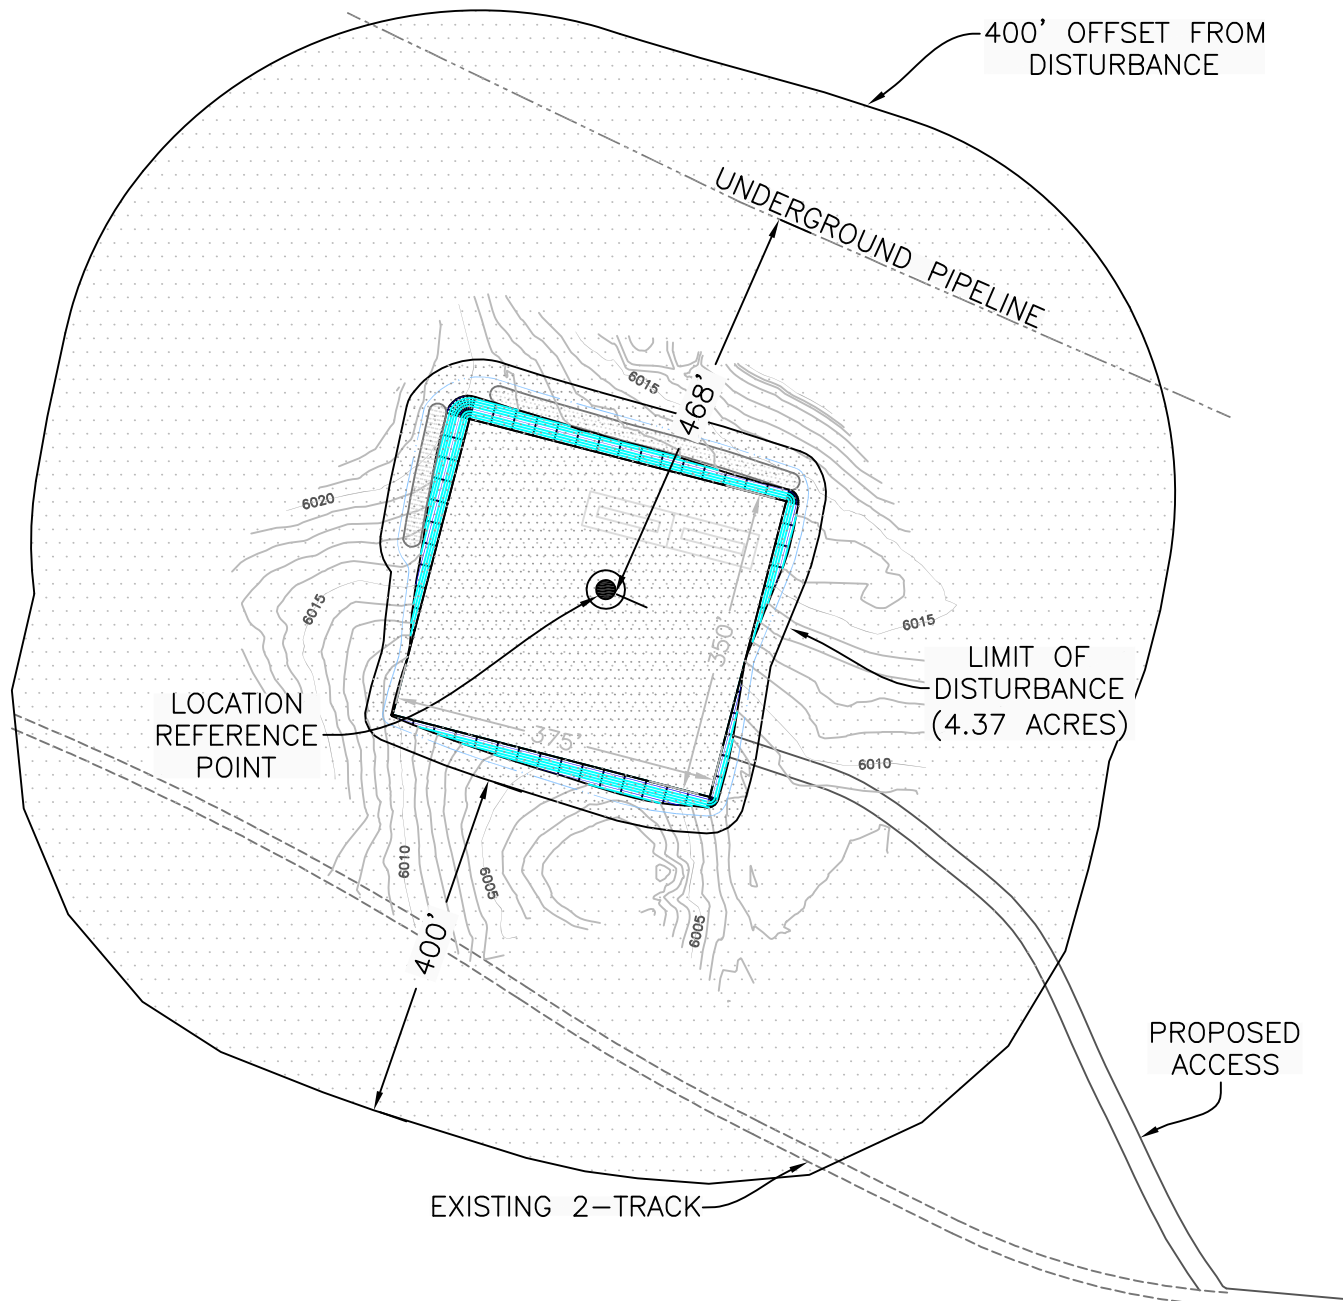 400' OFFSET FROM
DISTURBANCE
UNDERGROUND PIPELINE
6015
468'
6020
6015
6015
350'
LIMIT OF
DISTURBANCE
(4.37 ACRES)
LOCATION
REFERENCE
POINT
375'
6010
6010
6005
6005
400'
PROPOSED
ACCESS
EXISTING 2-TRACK